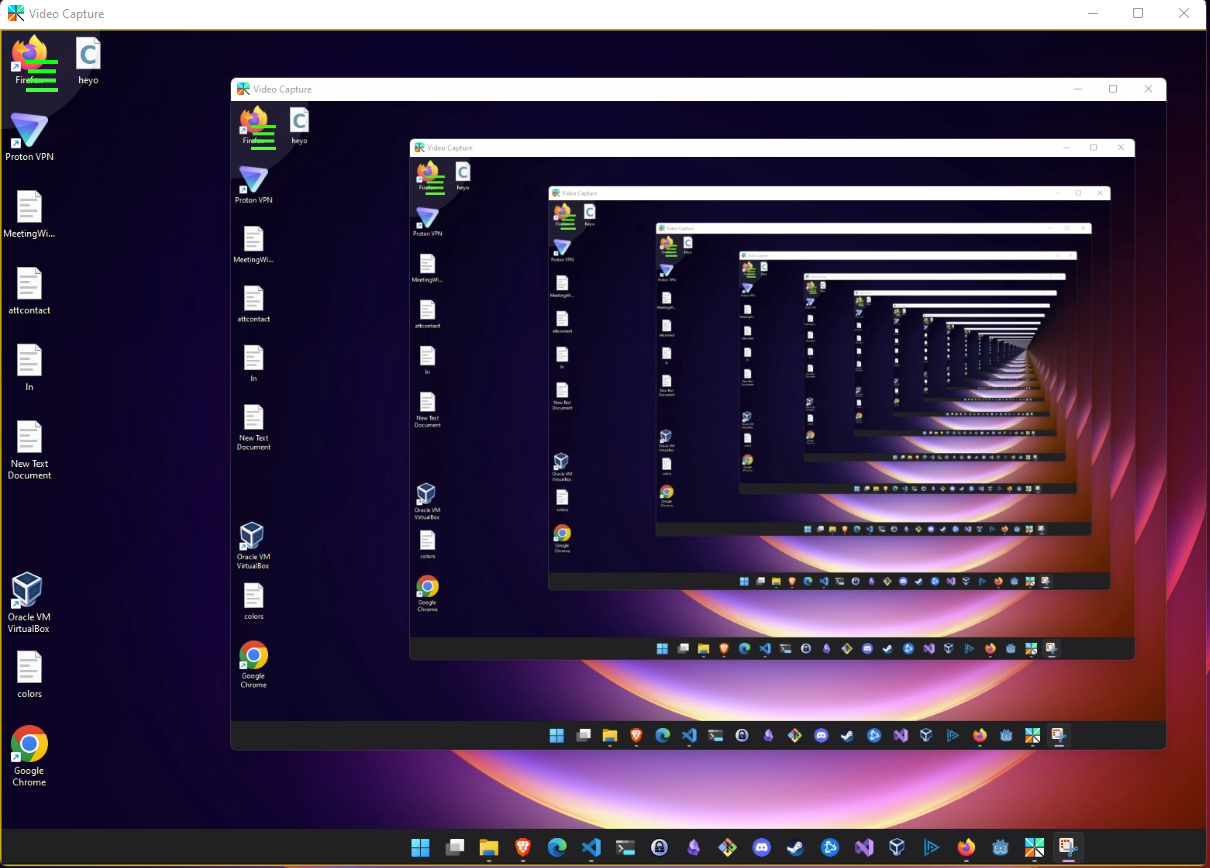 Video Capture
Firefox
heyo
Proton VPN
MeetingWi...
attcontact
In
New Text
Document
Oracle VM
VirtualBox
colors
Google
Chrome
Video Capture
Firefox
heyo
Proton VPN
MeetingWi...
attcontact
In
New Text
Document
Oracle VM
VirtualBox
colors
Google
Chrome
Video Capture
Firefox
heyo
Proton VPN
MeetingWi...
attcontact
In
New Text
Document
Oracle VM
VirtualBox
colors
Google
Chrome
Video Capture
heyo
Proton VPN
MeetingWi...
attcontact
In
New Text
Document
Oracle VM
VirtualBox
colors
Google
Chrome
Video Capture